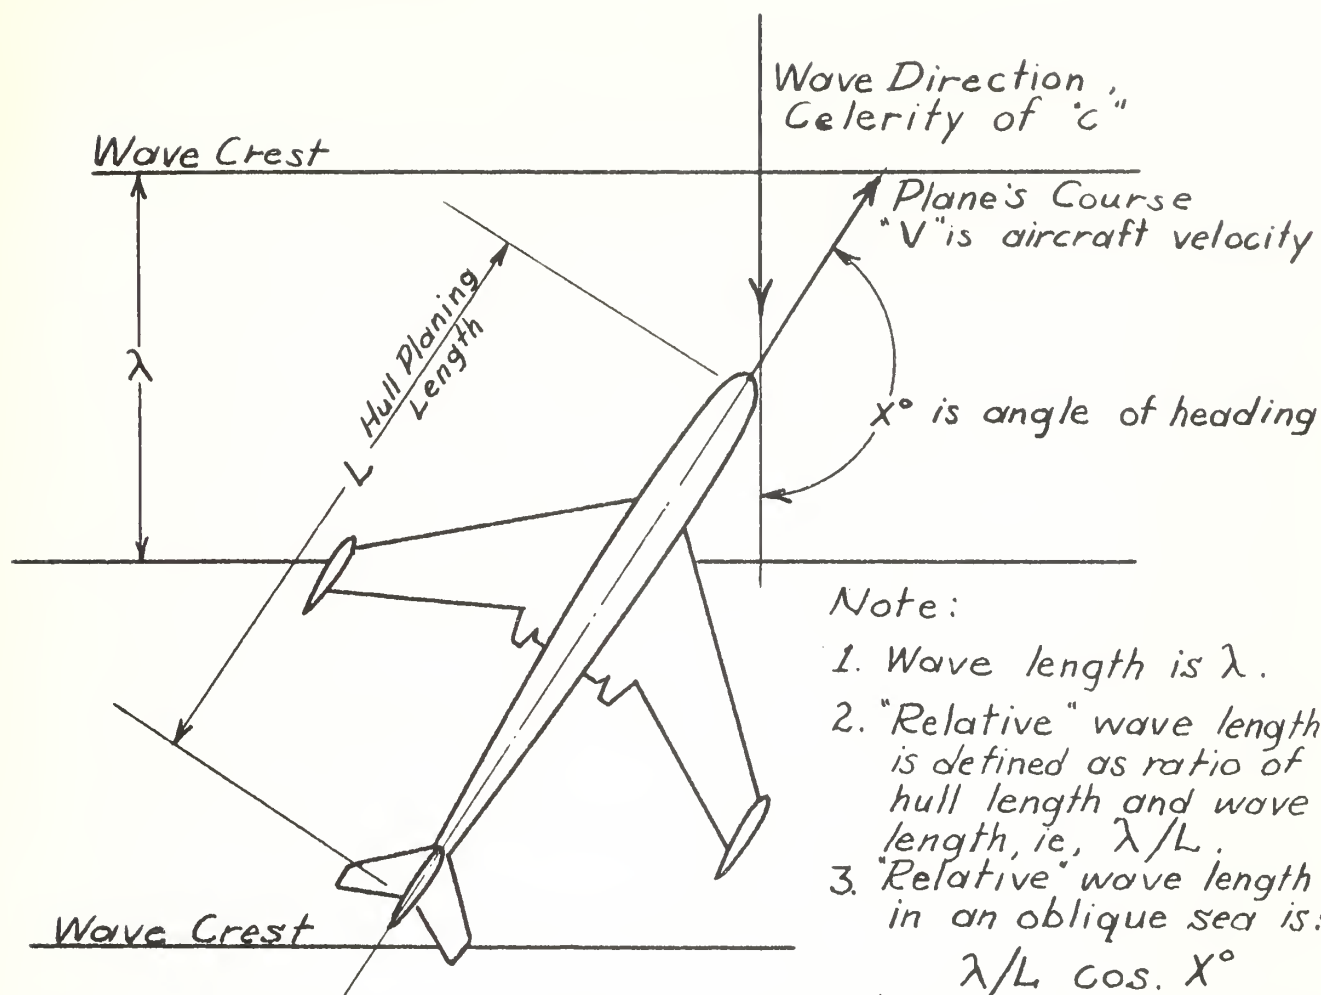 Wave Direction,
Celerity of "c"
Wave Crest
Plane's Course
"V" is aircraft velocity
Hull Planing
Length
λ
X° is angle of heading
L
Note:
1. Wave length is λ.
2. "Relative" wave length
is defined as ratio of
hull length and wave
length, ie, λ/L.
3. "Relative" wave length
in an oblique sea is:
Wave Crest
λ/L cos. X°